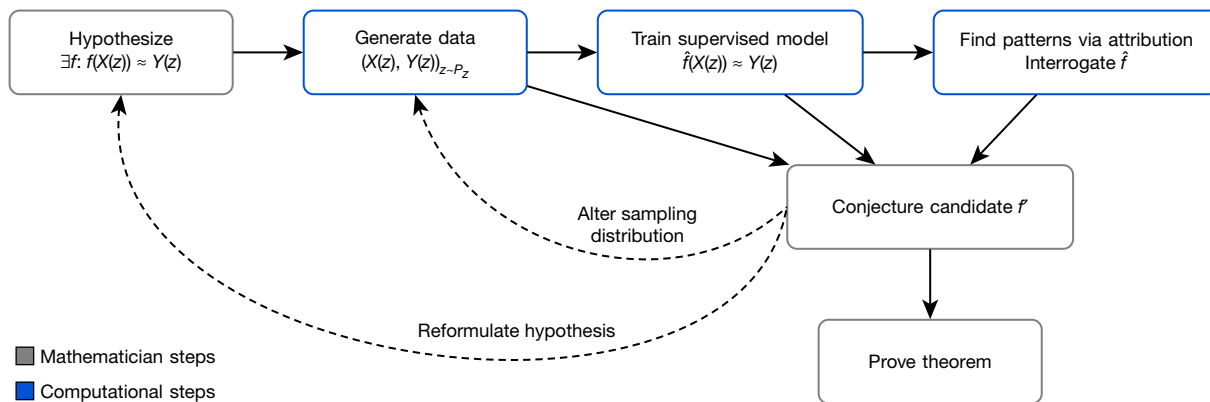 Hypothesize
∃f: f(X(z)) ≈ Y(z)
Generate data
(X(z), Y(z))z~PZ
Train supervised model
f̂(X(z)) ≈ Y(z)
Find patterns via attribution
Interrogate f̂
Conjecture candidate f′
Alter sampling
distribution
Reformulate hypothesis
Prove theorem
Mathematician steps
Computational steps